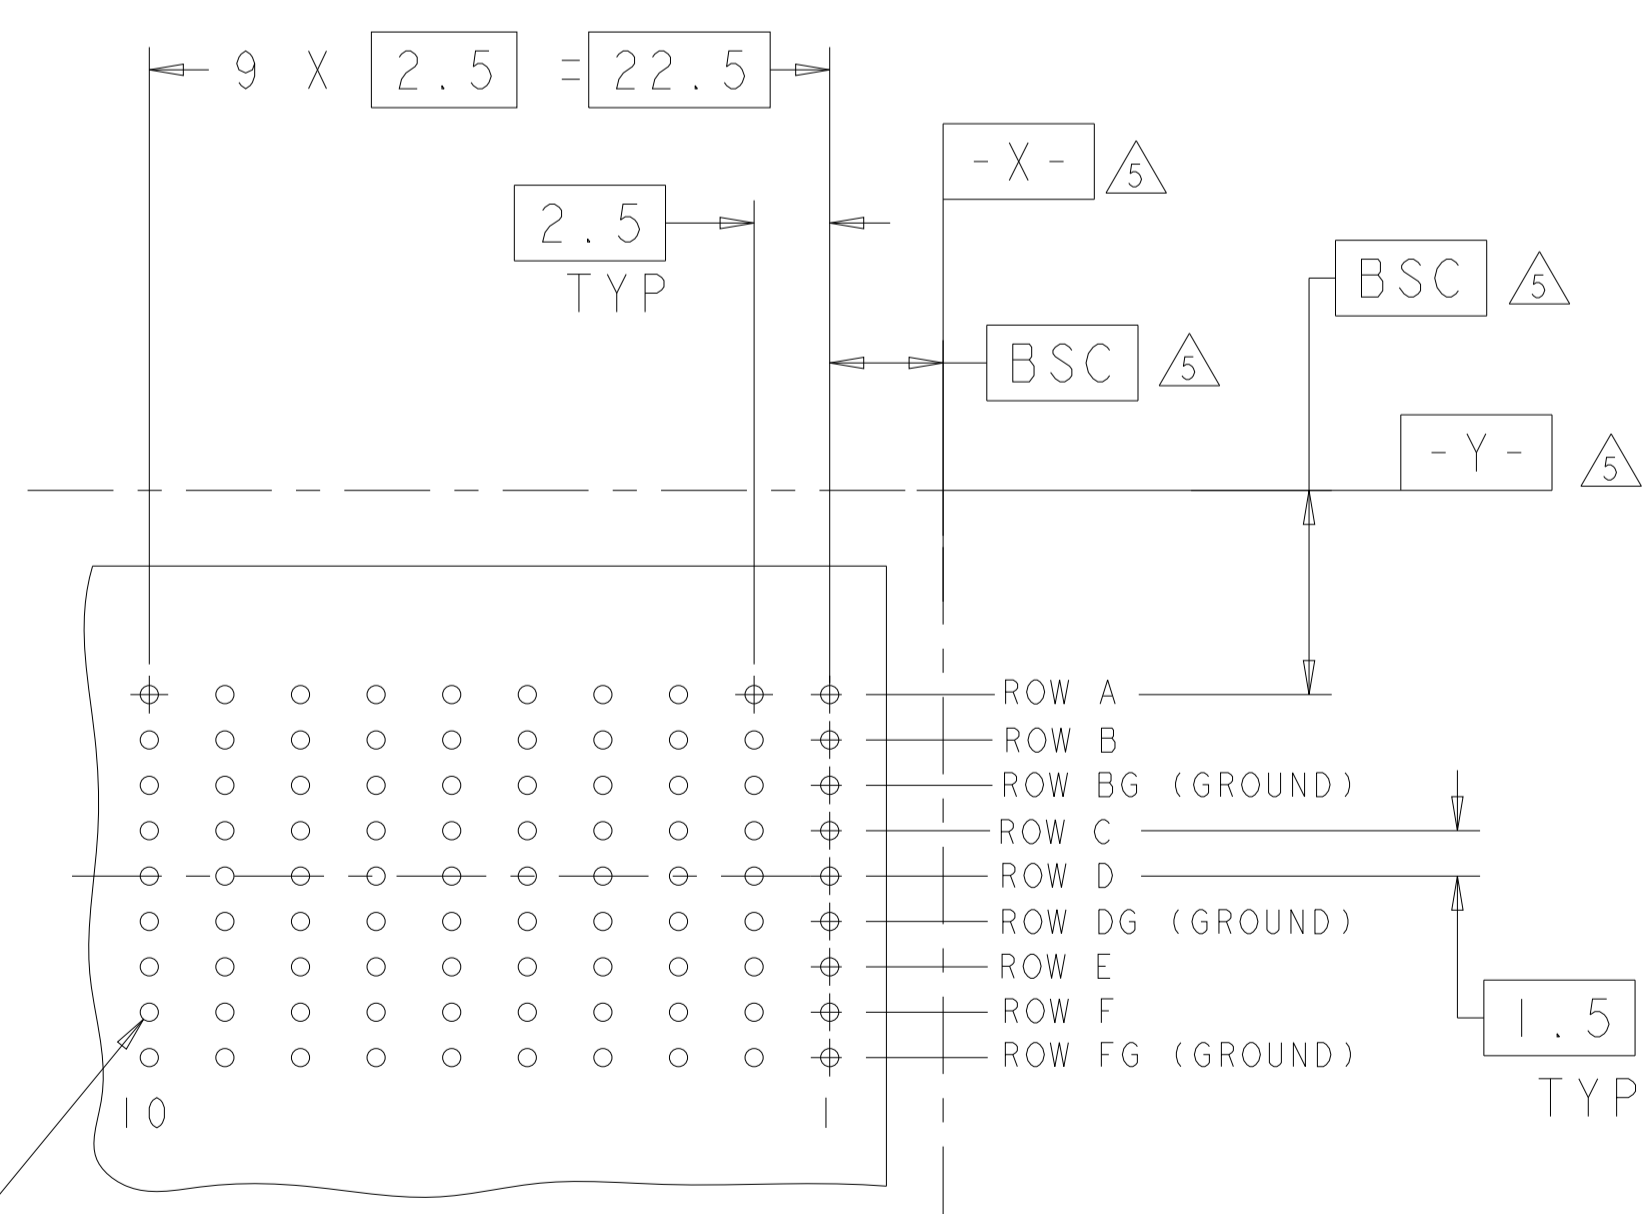 9 X 2.5 = 22.5
-X- 5
2.5
TYP
BSC 5
BSC 5
-Y- 5
ROW A
ROW B
ROW BG (GROUND)
ROW C
ROW D
ROW DG (GROUND)
ROW E
ROW F
ROW FG (GROUND)
1.5
TYP
10 1